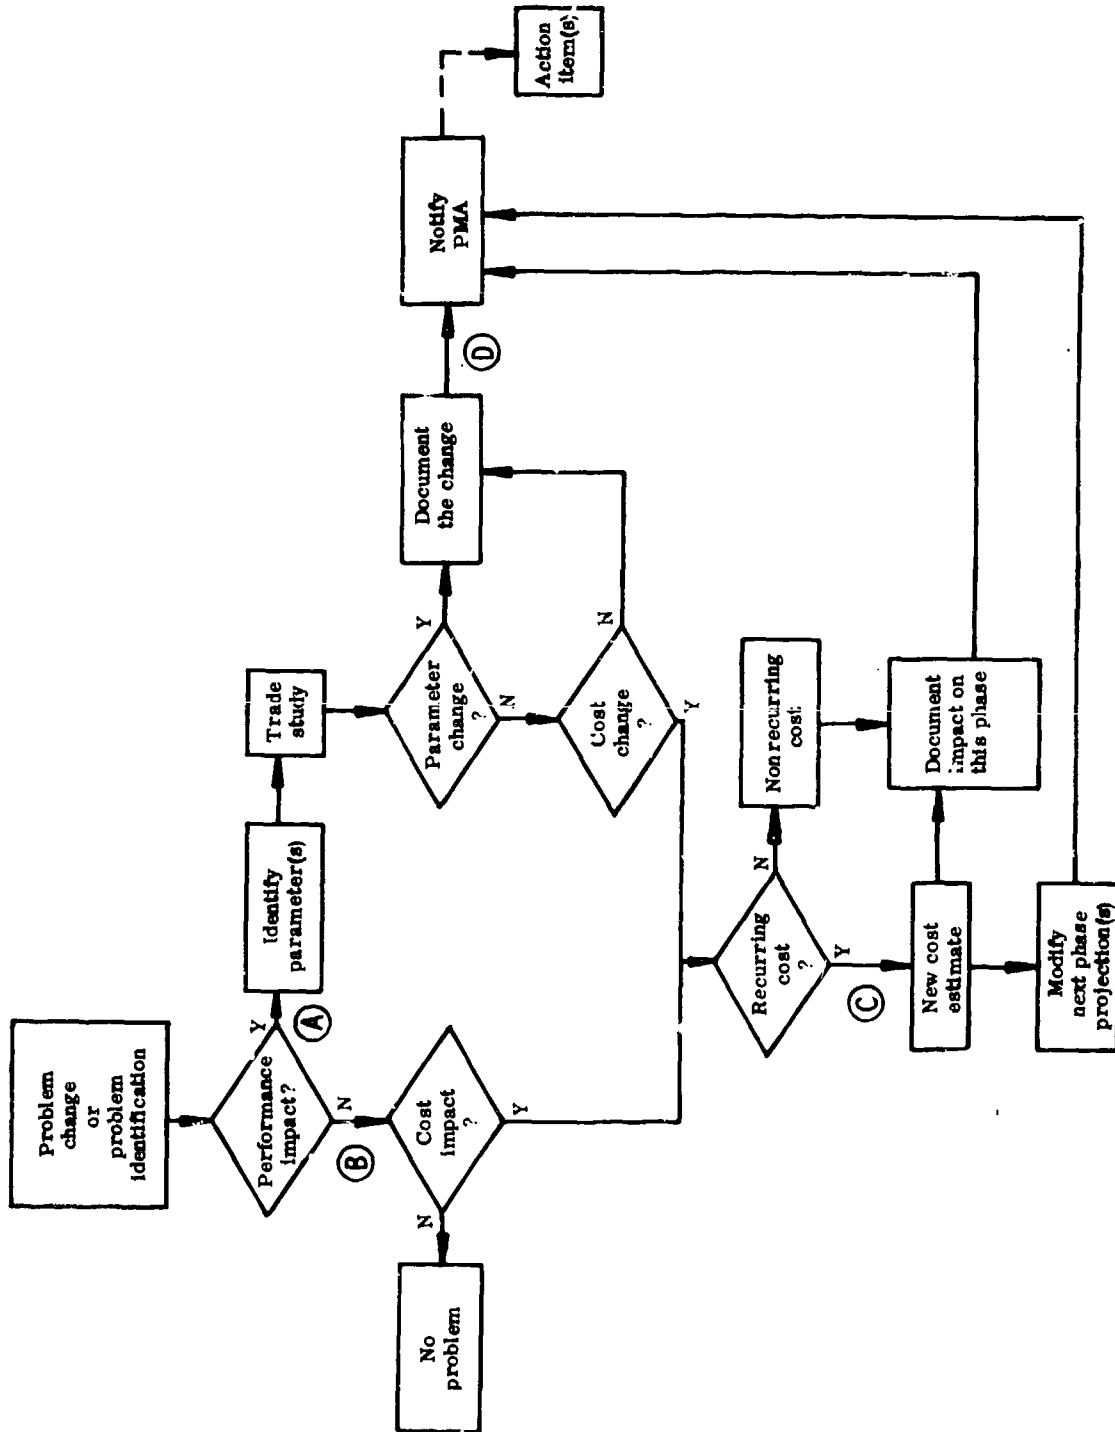 Problem
change
or
problem
identification
Performance
impact?
Y
A
Identify
parameter(s)
Trade
study
N
B
Cost
impact
?
N
No
problem
Y
Parameter
change
?
Y
Document
the change
D
Notify
PMA
Action
item(s)
N
Cost
change
?
N
Y
Recurring
cost
?
N
Nonrecurring
cost
Y
C
New cost
estimate
Document
impact on
this phase
Modify
next phase
projection(s)